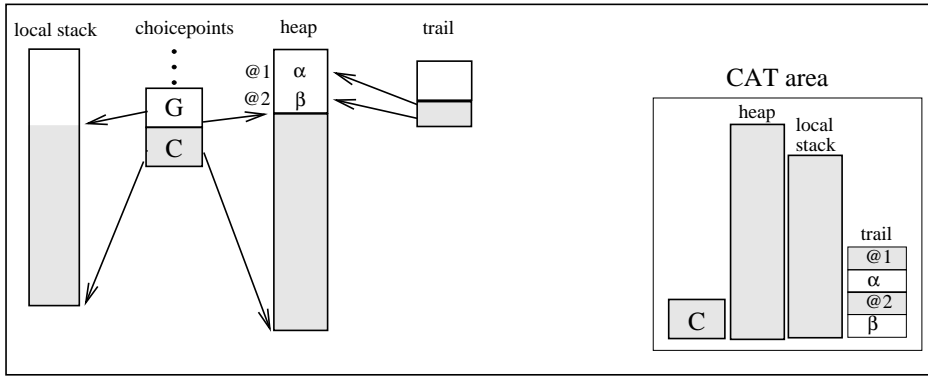 local stack
choicepoints
heap
trail
@1 α
@2 β
G
C
CAT area
heap
local
stack
trail
@1
α
@2
β
C